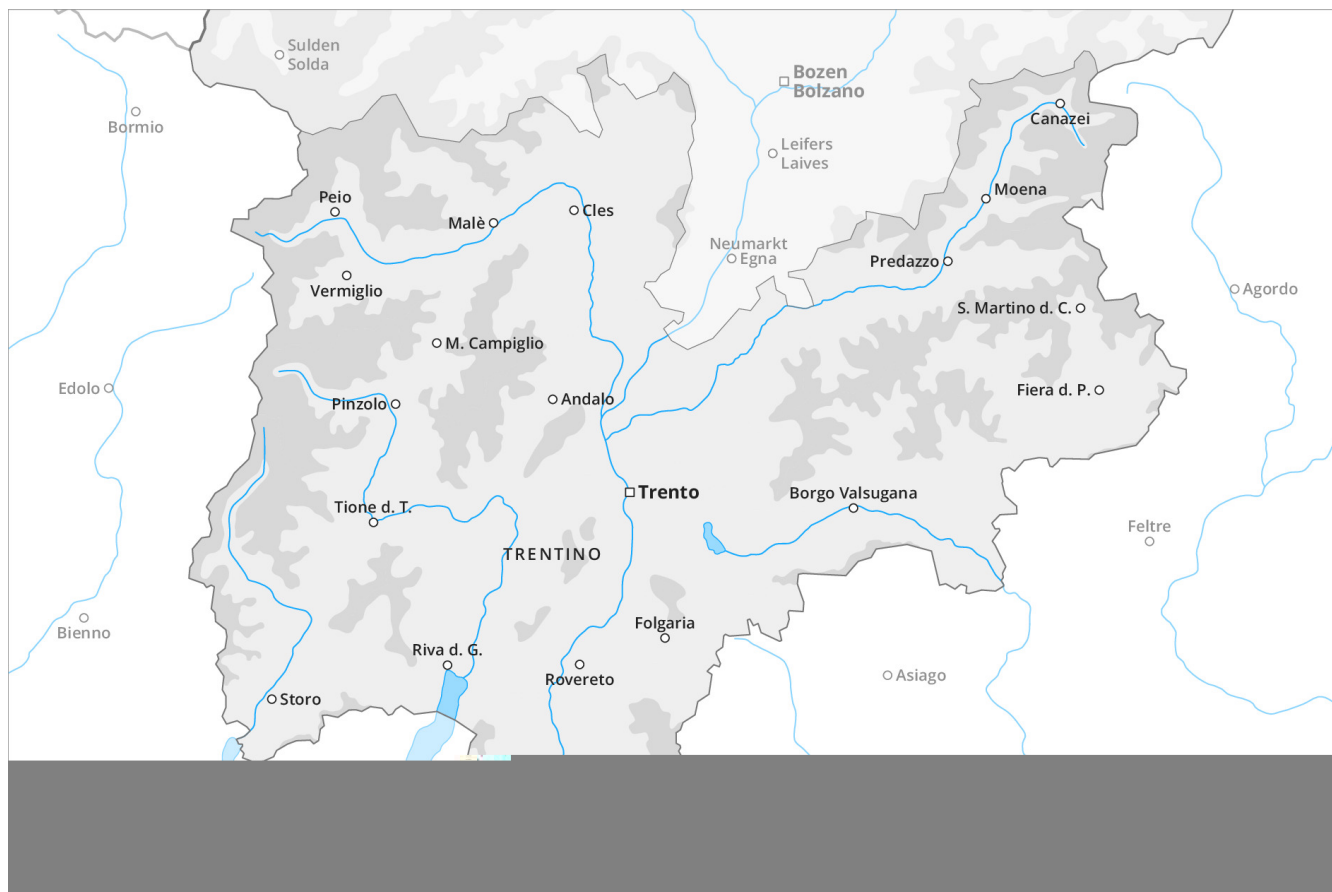 Sulden
Solda
Bozen
Bolzano
Bormio
Canazei
Leifers
Laives
Peio
Moena
Malè
Cles
Neumarkt
Egna
Predazzo
Vermiglio
Agordo
S. Martino d. C.
M. Campiglio
Edolo
Fiera d. P.
Pinzolo
Andalo
Trento
Borgo Valsugana
Tione d. T.
Feltre
TRENTINO
Bienno
Folgaria
Riva d. G.
Rovereto
Asiago
Storo